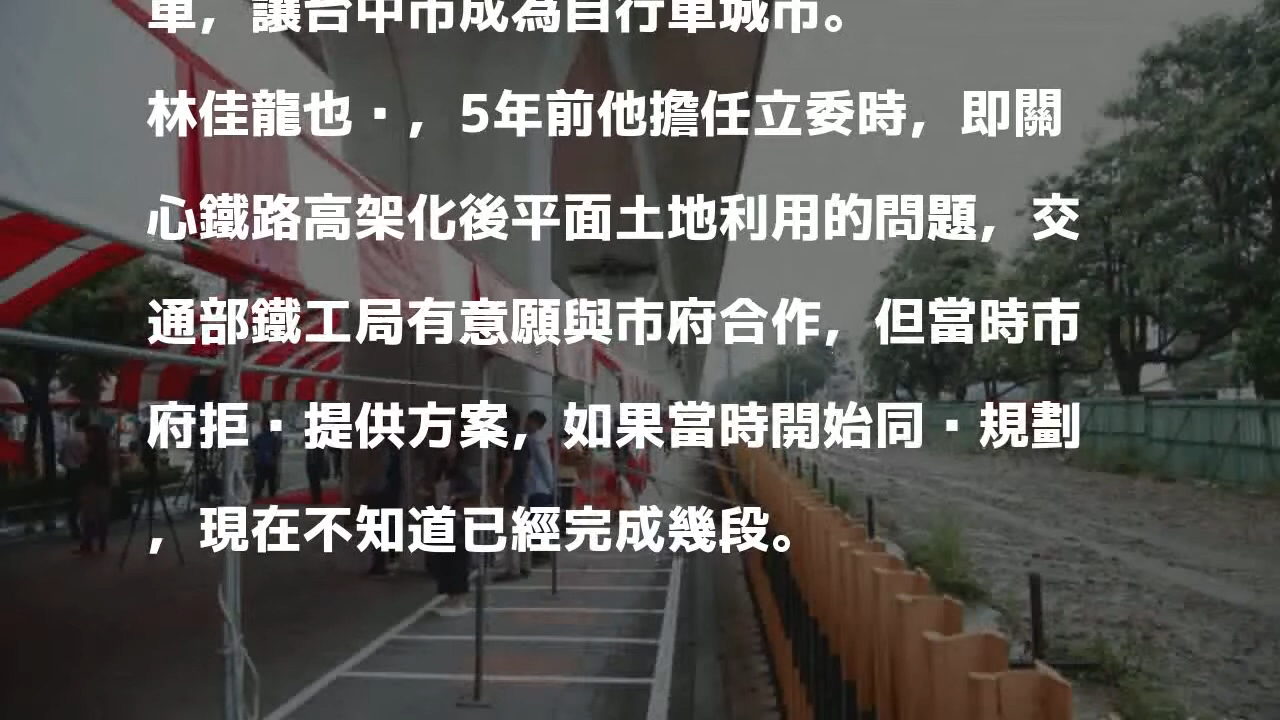 車，讓台中市成為自行車城市。
林佳龍也·，5年前他擔任立委時，即關
心鐵路高架化後平面土地利用的問題，交
通部鐵工局有意願與市府合作，但當時市
府拒·提供方案，如果當時開始同·規劃
，現在不知道已經完成幾段。